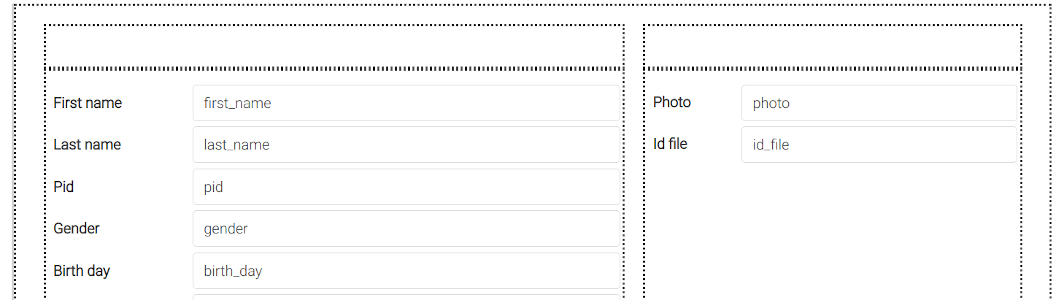 First name first_name
Last name last_name
Pid pid
Gender gender
Birth day birth_day
Photo photo
Id file id_file